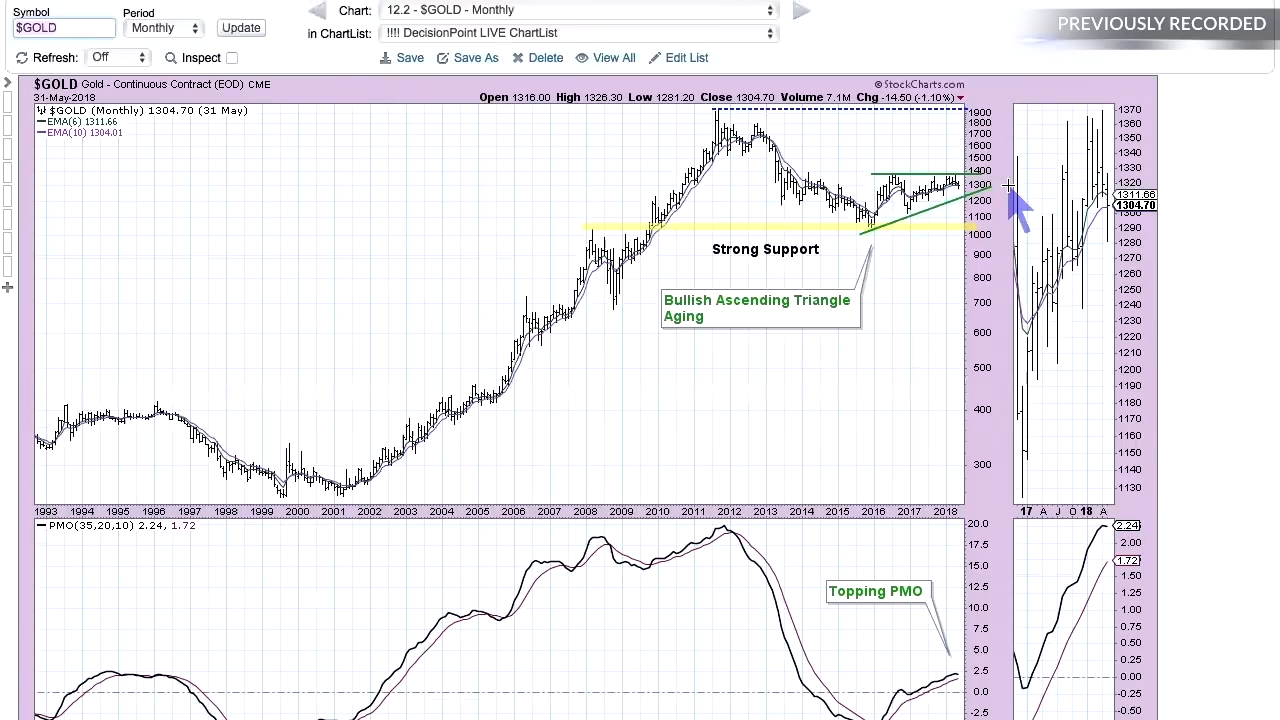 Symbol
Period
$GOLD
Monthly
Update
Chart:
12.2 - $GOLD - Monthly
in ChartList:
!!!! DecisionPoint LIVE ChartList
PREVIOUSLY RECORDED
Refresh:
Off
Inspect
Save
Save As
Delete
View All
Edit List
$GOLD Gold - Continuous Contract (EOD) CME
© StockCharts.com
31-May-2018
Open 1316.00 High 1326.30 Low 1281.20 Close 1304.70 Volume 7.1M Chg -14.50 (-1.10%)
$GOLD (Monthly) 1304.70 (31 May)
EMA(6) 1311.66
EMA(10) 1304.01
1900
1800
1700
1600
1500
1400
1300
1200
1100
1000
900
800
700
600
500
400
300
Strong Support
Bullish Ascending Triangle
Aging
1370
1360
1350
1340
1330
1320
1311.66
1304.70
1300
1290
1280
1270
1260
1250
1240
1230
1220
1210
1200
1190
1180
1170
1160
1150
1140
1130
1993 1994 1995 1996 1997 1998 1999 2000 2001 2002 2003 2004 2005 2006 2007 2008 2009 2010 2011 2012 2013 2014 2015 2016 2017 2018
17 A J O 18 A
PMO(35,20,10) 2.24, 1.72
20.0
17.5
15.0
12.5
10.0
7.5
5.0
2.5
0.0
-2.5
Topping PMO
2.24
2.00
1.72
1.50
1.25
1.00
0.75
0.50
0.25
0.00
-0.25
-0.50